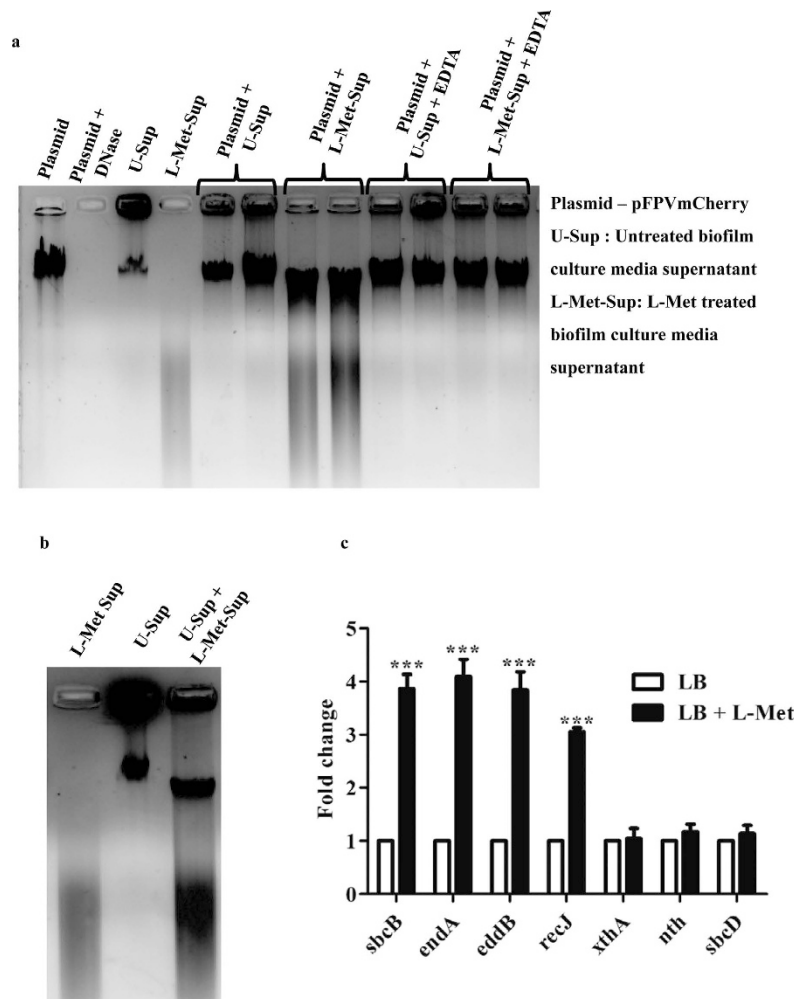 a
Plasmid
Plasmid +
DNase
U-Sup
L-Met-Sup
Plasmid +
U-Sup
Plasmid +
L-Met-Sup
Plasmid +
U-Sup + EDTA
Plasmid +
L-Met-Sup + EDTA
Plasmid – pFPVmCherry
U-Sup : Untreated biofilm
culture media supernatant
L-Met-Sup: L-Met treated
biofilm culture media
supernatant
b
L-Met Sup
U-Sup
U-Sup +
L-Met-Sup
c
Fold change
5
4
3
2
1
0
***
***
***
***
LB
LB + L-Met
sbcB
endA
eddB
recJ
xthA
nth
sbcD